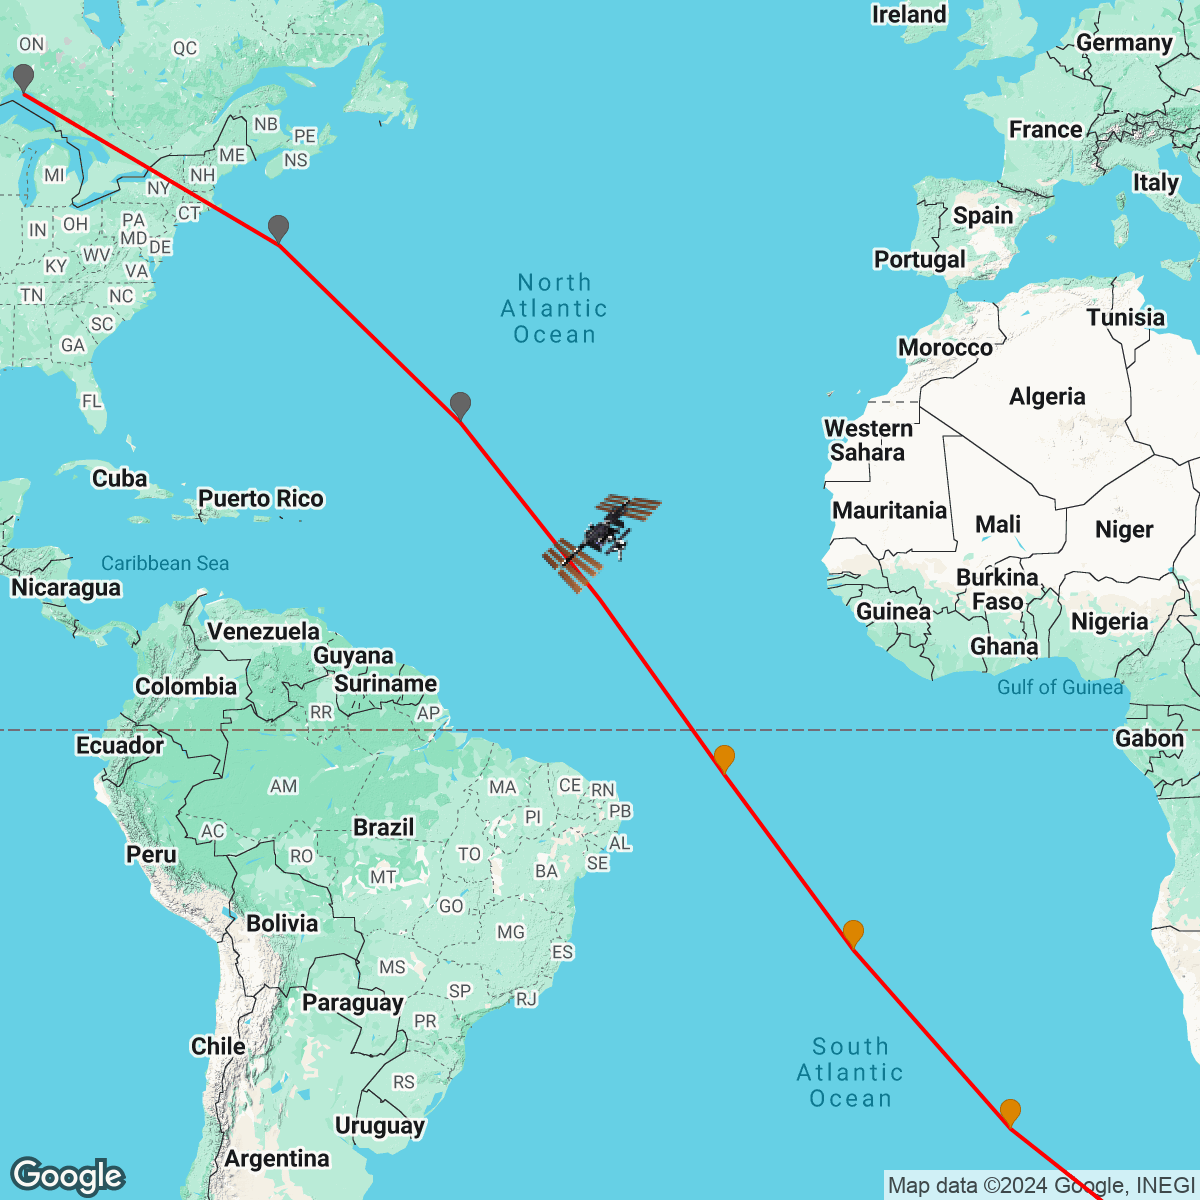 Ireland
Germany
ON
QC
France
NB
PE
NS
ME
MI
NH
NY
Italy
CT
Spain
PA
OH
IN
MD
DE
WV
Portugal
KY
VA
TN
NC
North
Atlantic
Ocean
SC
GA
Tunisia
Morocco
Algeria
FL
Western
Sahara
Cuba
Puerto Rico
Mauritania
Mali
Niger
Caribbean Sea
Nicaragua
Burkina
Faso
Guinea
Nigeria
Ghana
Venezuela
Guyana
Suriname
Colombia
Gulf of Guinea
RR
AP
Ecuador
Gabon
AM
MA
CE
RN
PB
PI
AC
Brazil
AL
Peru
RO
TO
SE
MT
BA
GO
Bolivia
MG
ES
MS
SP
RJ
Paraguay
PR
Chile
South
Atlantic
Ocean
RS
Uruguay
Argentina
Google
Map data ©2024 Google, INEGI